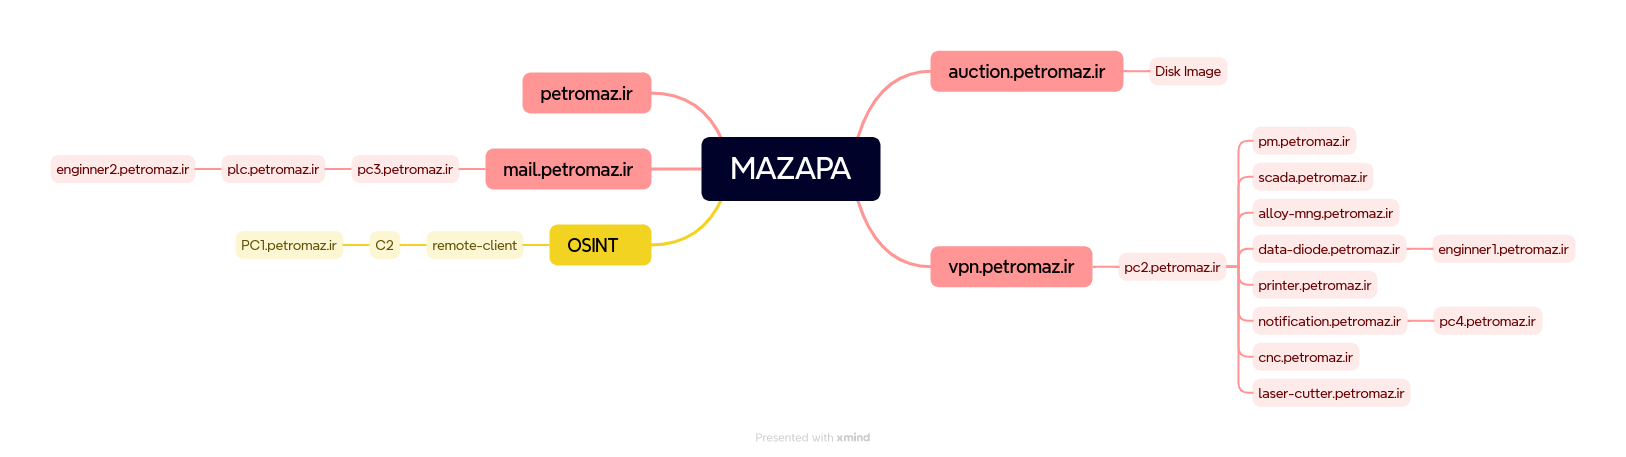 MAZAPA
auction.petromaz.ir
Disk Image
vpn.petromaz.ir
pc2.petromaz.ir
pm.petromaz.ir
scada.petromaz.ir
alloy-mng.petromaz.ir
data-diode.petromaz.ir
enginner1.petromaz.ir
printer.petromaz.ir
notification.petromaz.ir
pc4.petromaz.ir
cnc.petromaz.ir
laser-cutter.petromaz.ir
petromaz.ir
mail.petromaz.ir
pc3.petromaz.ir
plc.petromaz.ir
enginner2.petromaz.ir
OSINT
remote-client
C2
PC1.petromaz.ir
Presented with xmind